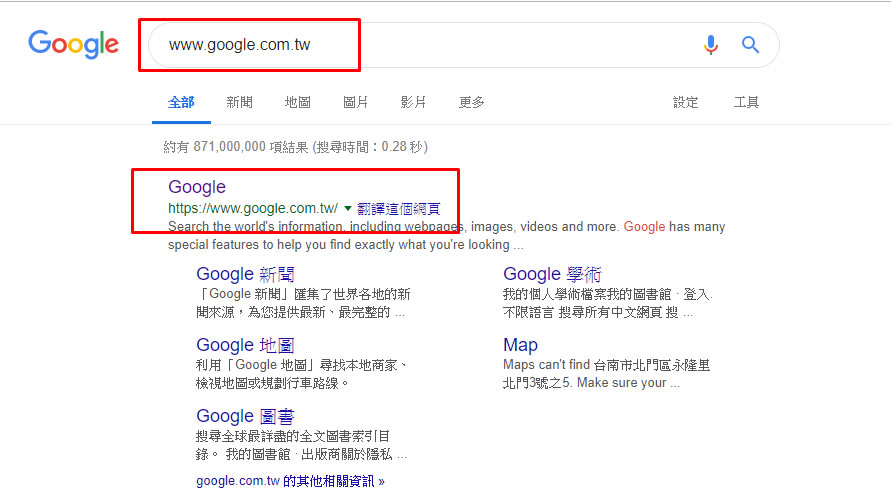 Google
www.google.com.tw
全部 新聞 地圖 圖片 影片 更多 設定 工具
約有 871,000,000 項結果 (搜尋時間：0.28 秒)
Google
https://www.google.com.tw/ 翻譯這個網頁
Search the world's information, including webpages, images, videos and more. Google has many
special features to help you find exactly what you're looking ...
Google 新聞
「Google 新聞」匯集了世界各地的新
聞來源，為您提供最新、最完整的 ...
Google 學術
我的個人學術檔案我的圖書館 · 登入.
不限語言 搜尋所有中文網頁 搜 ...
Google 地圖
利用「Google 地圖」尋找本地商家、
檢視地圖或規劃行車路線。
Map
Maps can't find 台南市北門區永隆里
北門3號之5. Make sure your ...
Google 圖書
搜尋全球最詳盡的全文圖書索引目
錄。 我的圖書館 · 出版商關於隱私 ...
google.com.tw 的其他相關資訊 »